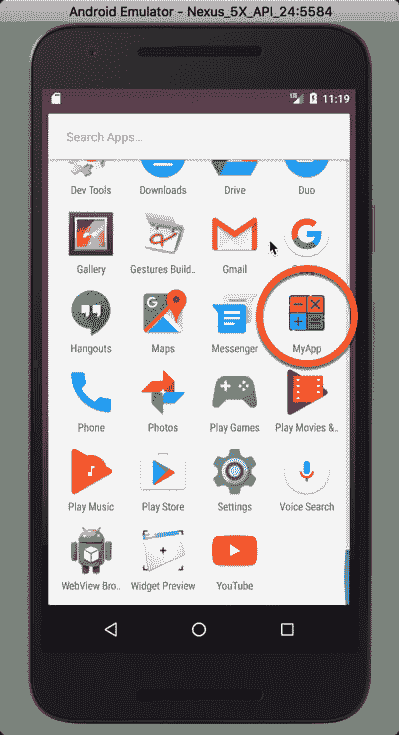 Android Emulator - Nexus_5X_API_24:5584
LTE 11:19
Search Apps...
Dev Tools Downloads Drive Duo
Gallery Gestures Build.. Gmail
Hangouts Maps Messenger MyApp
Phone Photos Play Games Play Movies &..
Play Music Play Store Settings Voice Search
WebView Bro.. Widget Preview YouTube